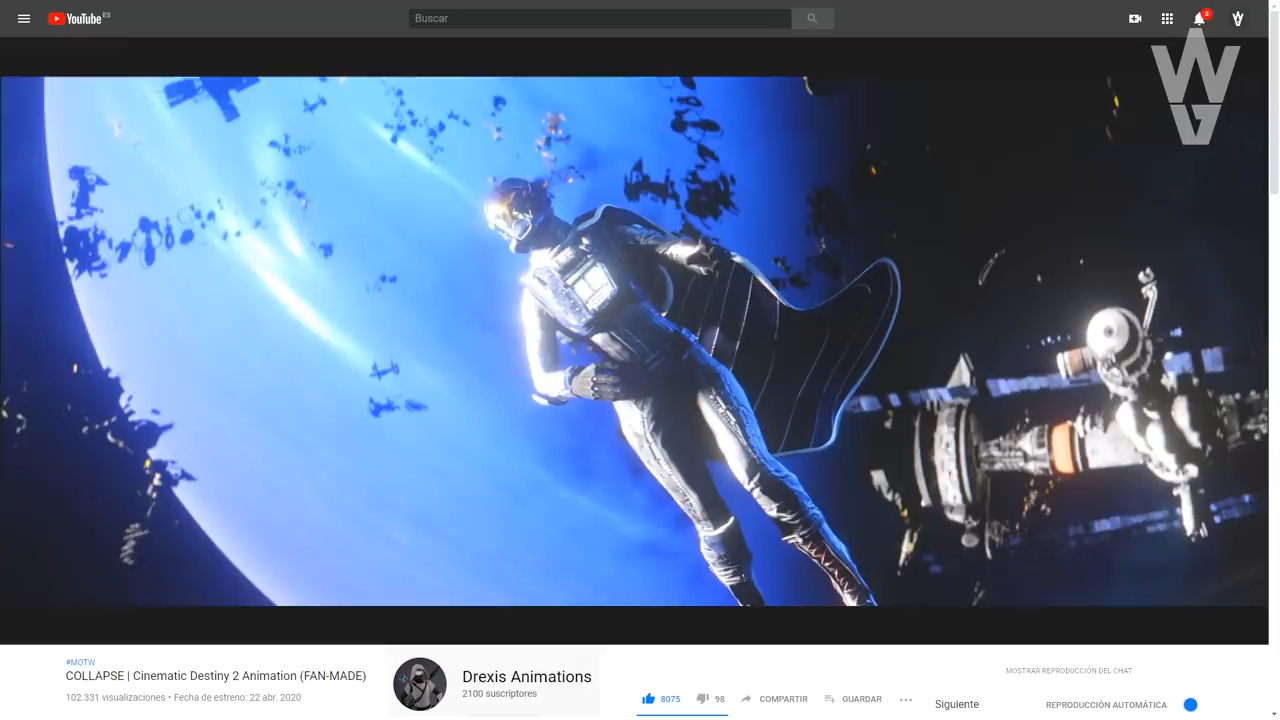 YouTube ES
Buscar
3
W
WG
#MOTW
COLLAPSE | Cinematic Destiny 2 Animation (FAN-MADE)
102.331 visualizaciones • Fecha de estreno: 22 abr. 2020
Drexis Animations
2100 suscriptores
8075
98
COMPARTIR
GUARDAR
MOSTRAR REPRODUCCIÓN DEL CHAT
Siguiente
REPRODUCCIÓN AUTOMÁTICA